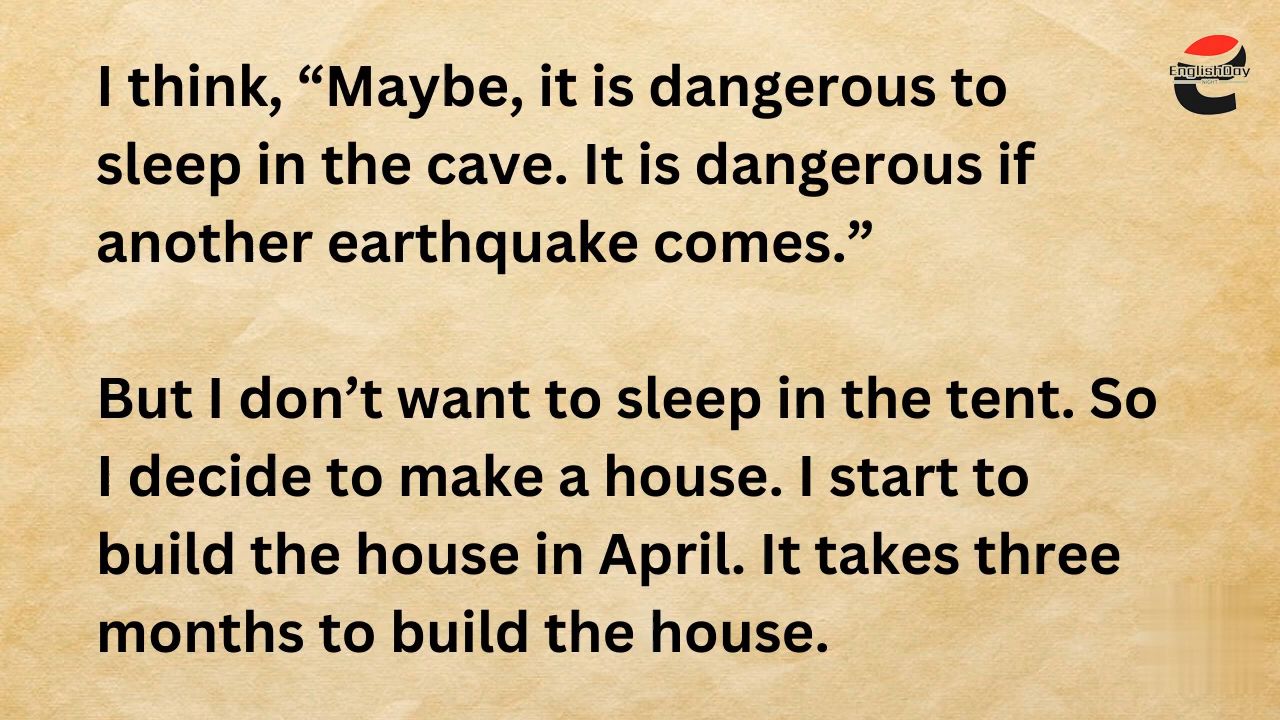 I think, “Maybe, it is dangerous to
sleep in the cave. It is dangerous if
another earthquake comes.”
But I don’t want to sleep in the tent. So
I decide to make a house. I start to
build the house in April. It takes three
months to build the house.
EnglishDay
NIGHT